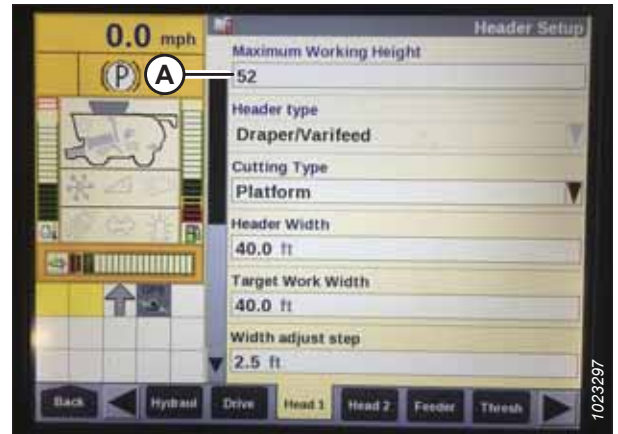 0.0 mph
Header Setup
(P)
A
Maximum Working Height
52
Header type
Draper/Varifeed
Cutting Type
Platform
Header Width
40.0 ft
Target Work Width
40.0 ft
Width adjust step
2.5 ft
Back
Hydraul
Drive
Head 1
Head 2
Feeder
Thresh
1023297